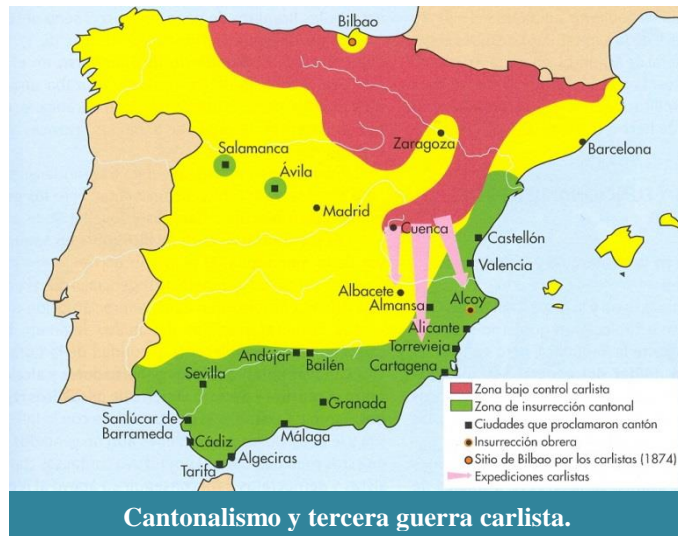 Bilbao
Zaragoza
Barcelona
Salamanca
Ávila
Madrid
Cuenca
Castellón
Valencia
Albacete
Almansa
Alcoy
Alicante
Torrevieja
Cartagena
Andújar
Bailén
Sevilla
Granada
Sanlúcar de
Barrameda
Cádiz
Málaga
Tarifa
Algeciras
Zona bajo control carlista
Zona de insurrección cantonal
Ciudades que proclamaron cantón
Insurrección obrera
Sitio de Bilbao por los carlistas (1874)
Expediciones carlistas
Cantonalismo y tercera guerra carlista.